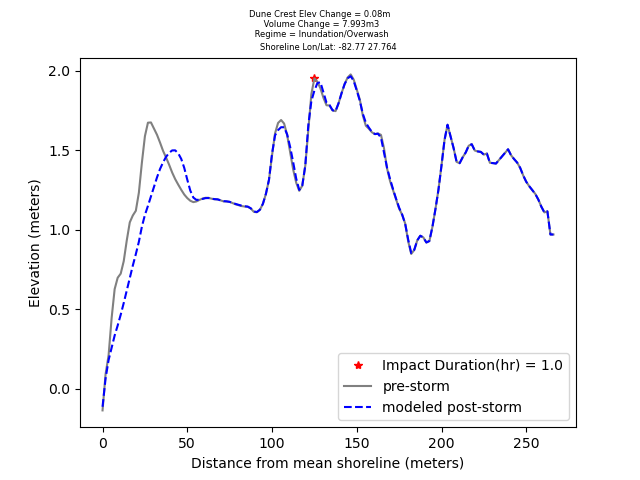 Dune Crest Elev Change = 0.08m
Volume Change = 7.993m3
Regime = Inundation/Overwash
Shoreline Lon/Lat: -82.77 27.764
2.0
1.5
1.0
0.5
0.0
Elevation (meters)
Impact Duration(hr) = 1.0
pre-storm
modeled post-storm
0 50 100 150 200 250
Distance from mean shoreline (meters)